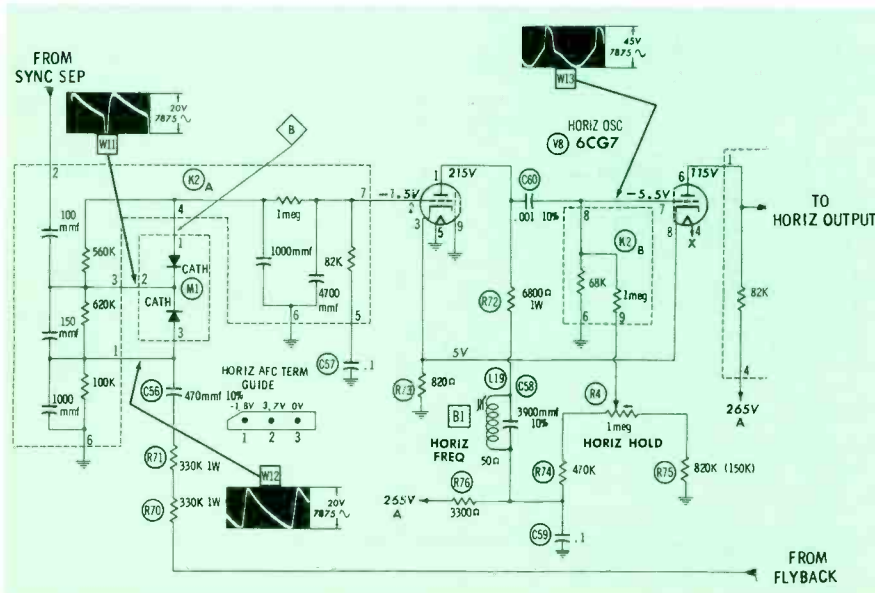 FROM
SYNC SEP
20V
7875 ∿
W11
B
K2 A
2
4
7
1 meg
100
mmf
560K
1000mmf
82K
4700
mmf
1
CATH
M1
3
2
620K
CATH
3
150
mmf
1
6
5
100K
1000
mmf
6
C56
470mmf 10%
HORIZ AFC TERM
GUIDE
3.7V 0V
1 2 3
C57
.1
R71
330K 1W
R70
330K 1W
W12
20V
7875 ∿
45V
7875 ∿
W13
HORIZ OSC
V8 6CG7
1
215V
-1.5V
2
3
5
9
C60
.001 10%
8
K2 B
68K
1 meg
6
9
-5.5V
6
115V
7
8
4
X
1
TO
HORIZ OUTPUT
82K
4
265V
A
R72
6800Ω
1W
5V
R73
820Ω
L19
C58
3900mmf
10%
B1
HORIZ
FREQ
50Ω
R4
1 meg
HORIZ HOLD
R74
470K
R75
820K (150K)
265V
A
R76
3300Ω
C59
.1
FROM
FLYBACK